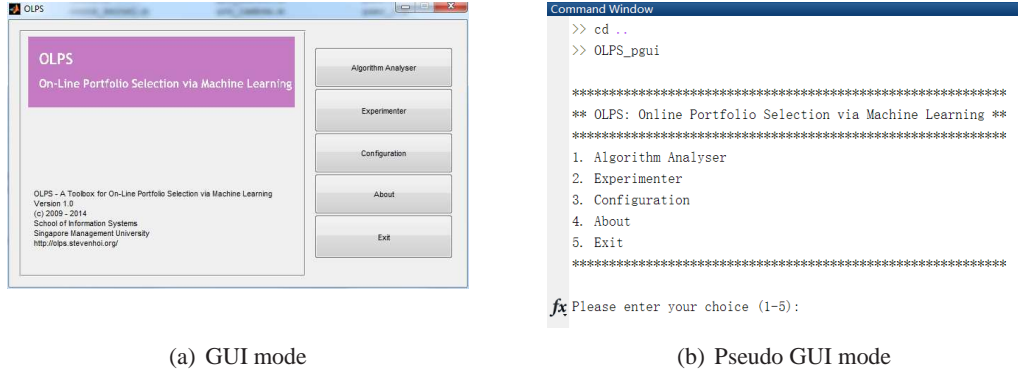 OLPS
OLPS
On-Line Portfolio Selection via Machine Learning
Algorithm Analyser
Experimenter
Configuration
About
Exit
OLPS - A Toolbox for On-Line Portfolio Selection via Machine Learning
Version 1.0
(c) 2009 - 2014
School of Information Systems
Singapore Management University
http://olps.stevenhoi.org/
(a) GUI mode
Command Window
>> cd ..
>> OLPS_pgui
***********************************************************
** OLPS: Online Portfolio Selection via Machine Learning **
***********************************************************
1. Algorithm Analyser
2. Experimenter
3. Configuration
4. About
5. Exit
***********************************************************
fx Please enter your choice (1-5):
(b) Pseudo GUI mode